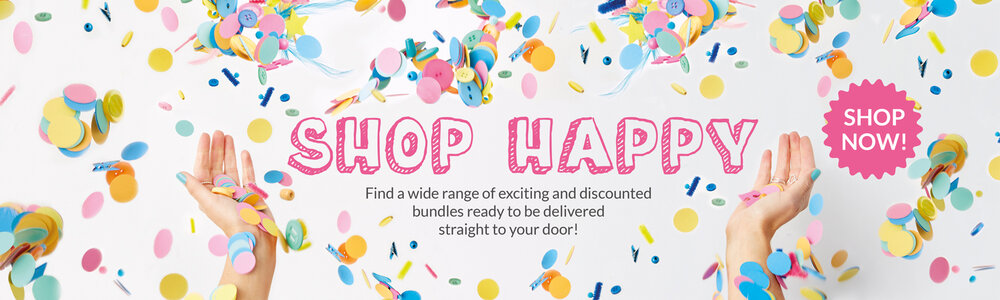 SHOP HAPPY
Find a wide range of exciting and discounted
bundles ready to be delivered
straight to your door!
SHOP
NOW!